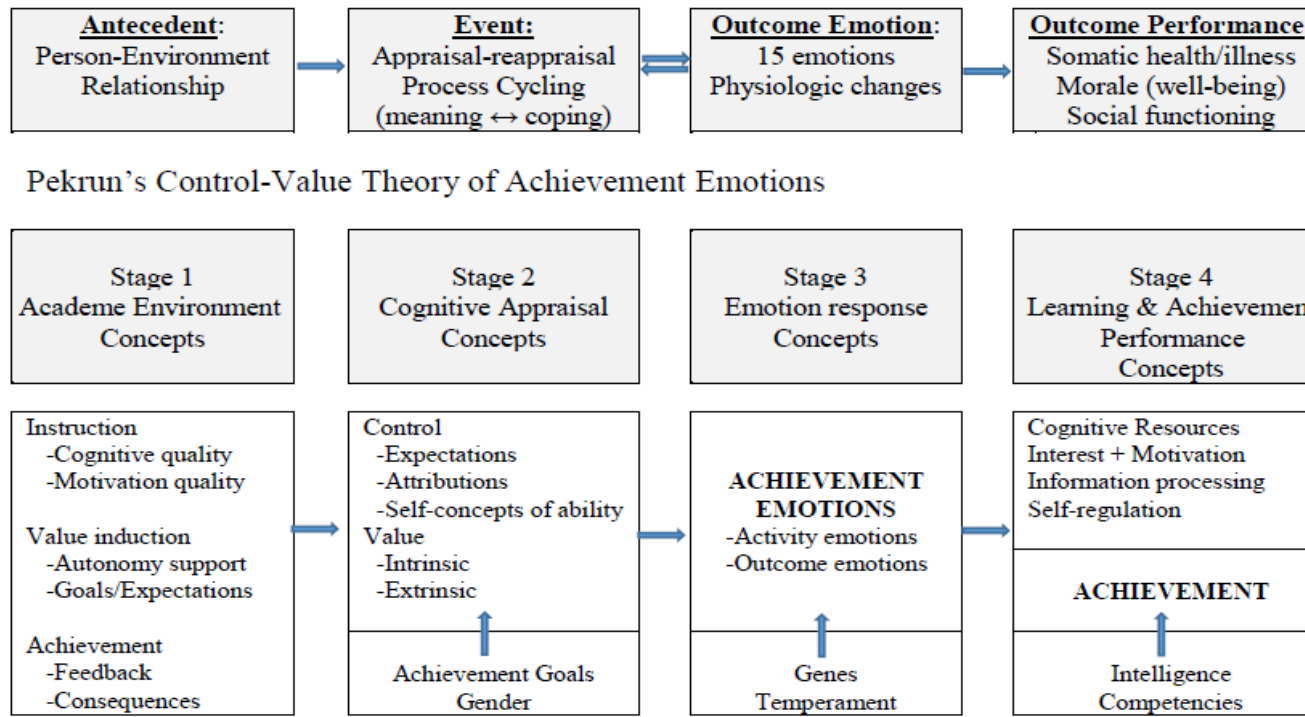 Antecedent:
Person-Environment
Relationship
Event:
Appraisal-reappraisal
Process Cycling
(meaning ↔ coping)
Outcome Emotion:
15 emotions
Physiologic changes
Outcome Performance
Somatic health/illness
Morale (well-being)
Social functioning
Pekrun's Control-Value Theory of Achievement Emotions
Stage 1
Academe Environment
Concepts
Stage 2
Cognitive Appraisal
Concepts
Stage 3
Emotion response
Concepts
Stage 4
Learning & Achievemen
Performance
Concepts
Instruction
-Cognitive quality
-Motivation quality
Value induction
-Autonomy support
-Goals/Expectations
Achievement
-Feedback
-Consequences
Control
-Expectations
-Attributions
-Self-concepts of ability
Value
-Intrinsic
-Extrinsic
Achievement Goals
Gender
ACHIEVEMENT
EMOTIONS
-Activity emotions
-Outcome emotions
Genes
Temperament
Cognitive Resources
Interest + Motivation
Information processing
Self-regulation
ACHIEVEMENT
Intelligence
Competencies